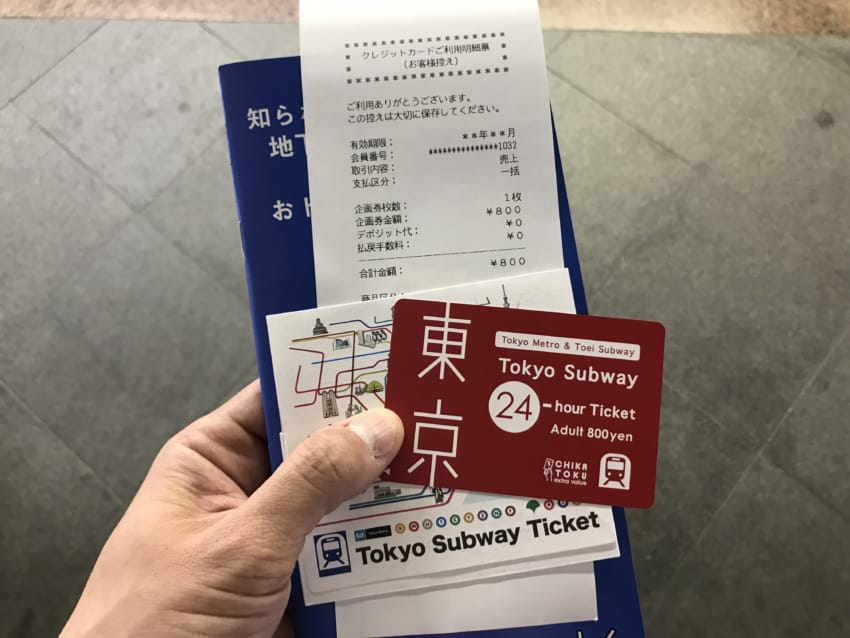 クレジットカードご利用明細票
(お客様控え)
ご利用ありがとうございます。
この控えは大切に保存してください。
有効期限: **年**月
会員番号: ***************1032
取引内容: 売上
支払区分: 一括
企画券枚数: 1枚
企画券金額: ¥800
デポジット代: ¥0
払戻手数料: ¥0
合計金額: ¥800
商品区分:
知ら
地下
お
東京
Tokyo Metro & Toei Subway
Tokyo Subway
24-hour Ticket
Adult 800yen
CHIKA
TOKU
extra value
Tokyo Subway Ticket